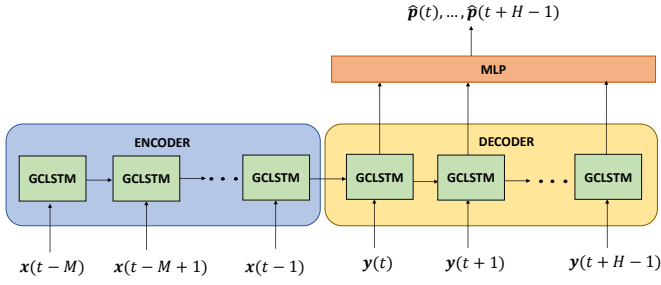 p̂(t), … , p̂(t + H − 1)
MLP
ENCODER
DECODER
GCLSTM
GCLSTM
• • •
GCLSTM
GCLSTM
GCLSTM
• • •
GCLSTM
x(t − M)
x(t − M + 1)
x(t − 1)
y(t)
y(t + 1)
y(t + H − 1)